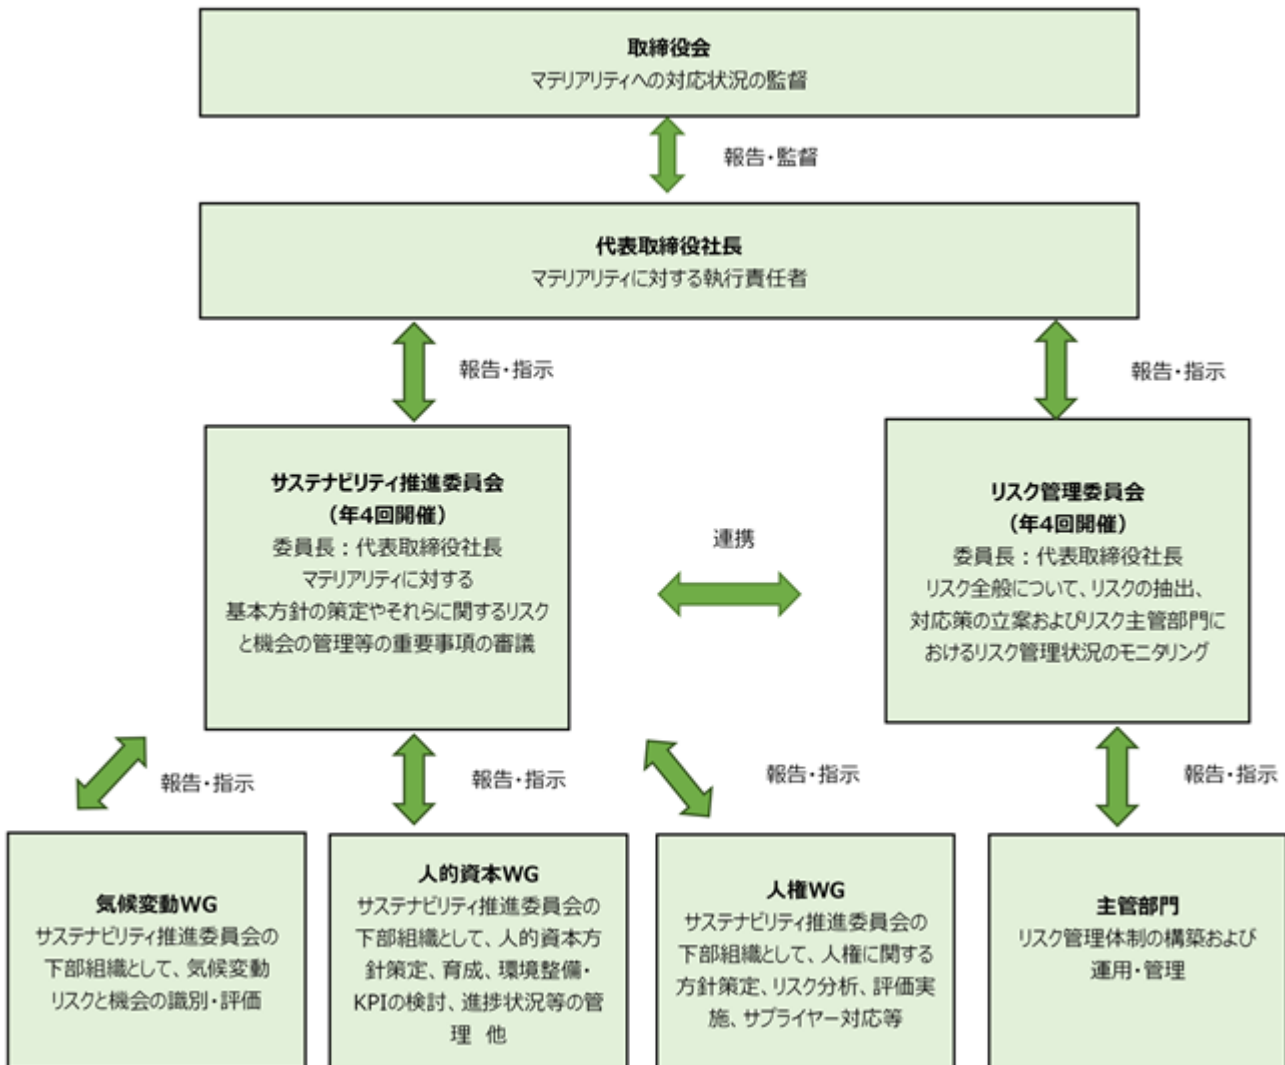 取締役会
マテリアリティへの対応状況の監督
報告・監督
代表取締役社長
マテリアリティに対する執行責任者
報告・指示
報告・指示
サステナビリティ推進委員会
（年4回開催）
委員長：代表取締役社長
マテリアリティに対する
基本方針の策定やそれらに関するリスク
と機会の管理等の重要事項の審議
連携
リスク管理委員会
（年4回開催）
委員長：代表取締役社長
リスク全般について、リスクの抽出、
対応策の立案およびリスク主管部門に
おけるリスク管理状況のモニタリング
報告・指示
報告・指示
報告・指示
報告・指示
気候変動WG
サステナビリティ推進委員会の
下部組織として、気候変動
リスクと機会の識別・評価
人的資本WG
サステナビリティ推進委員会の
下部組織として、人的資本方
針策定、育成、環境整備・
KPIの検討、進捗状況等の管
理　他
人権WG
サステナビリティ推進委員会の
下部組織として、人権に関する
方針策定、リスク分析、評価実
施、サプライヤー対応等
主管部門
リスク管理体制の構築および
運用・管理